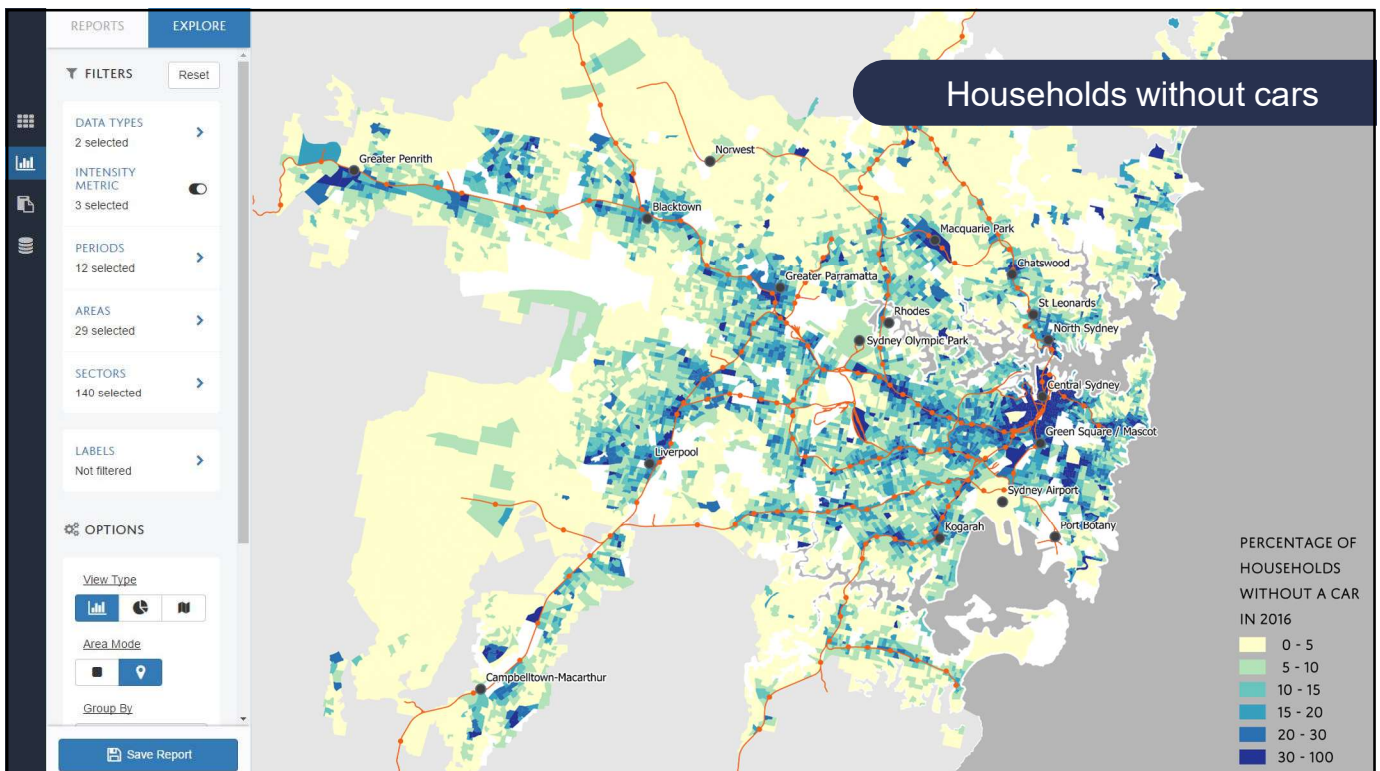 REPORTS
EXPLORE
FILTERS
Reset
DATA TYPES
2 selected
INTENSITY
METRIC
3 selected
PERIODS
12 selected
AREAS
29 selected
SECTORS
140 selected
LABELS
Not filtered
OPTIONS
View Type
Area Mode
Group By
Save Report
Households without cars
Greater Penrith
Norwest
Blacktown
Macquarie Park
Chatswood
Greater Parramatta
St Leonards
Rhodes
North Sydney
Sydney Olympic Park
Central Sydney
Green Square / Mascot
Liverpool
Sydney Airport
Kogarah
Port Botany
Campbelltown-Macarthur
PERCENTAGE OF
HOUSEHOLDS
WITHOUT A CAR
IN 2016
0 - 5
5 - 10
10 - 15
15 - 20
20 - 30
30 - 100